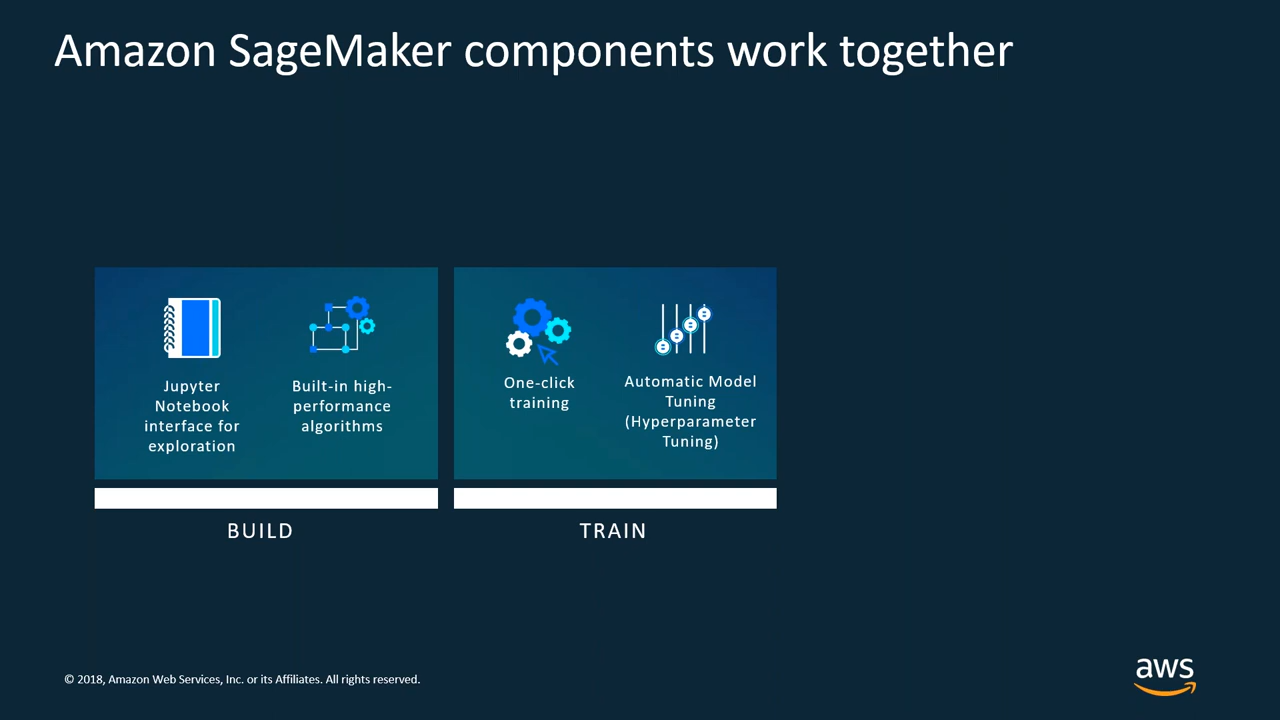 Amazon SageMaker components work together
Jupyter
Notebook
interface for
exploration
Built-in high-
performance
algorithms
One-click
training
Automatic Model
Tuning
(Hyperparameter
Tuning)
BUILD
TRAIN
© 2018, Amazon Web Services, Inc. or its Affiliates. All rights reserved.
aws